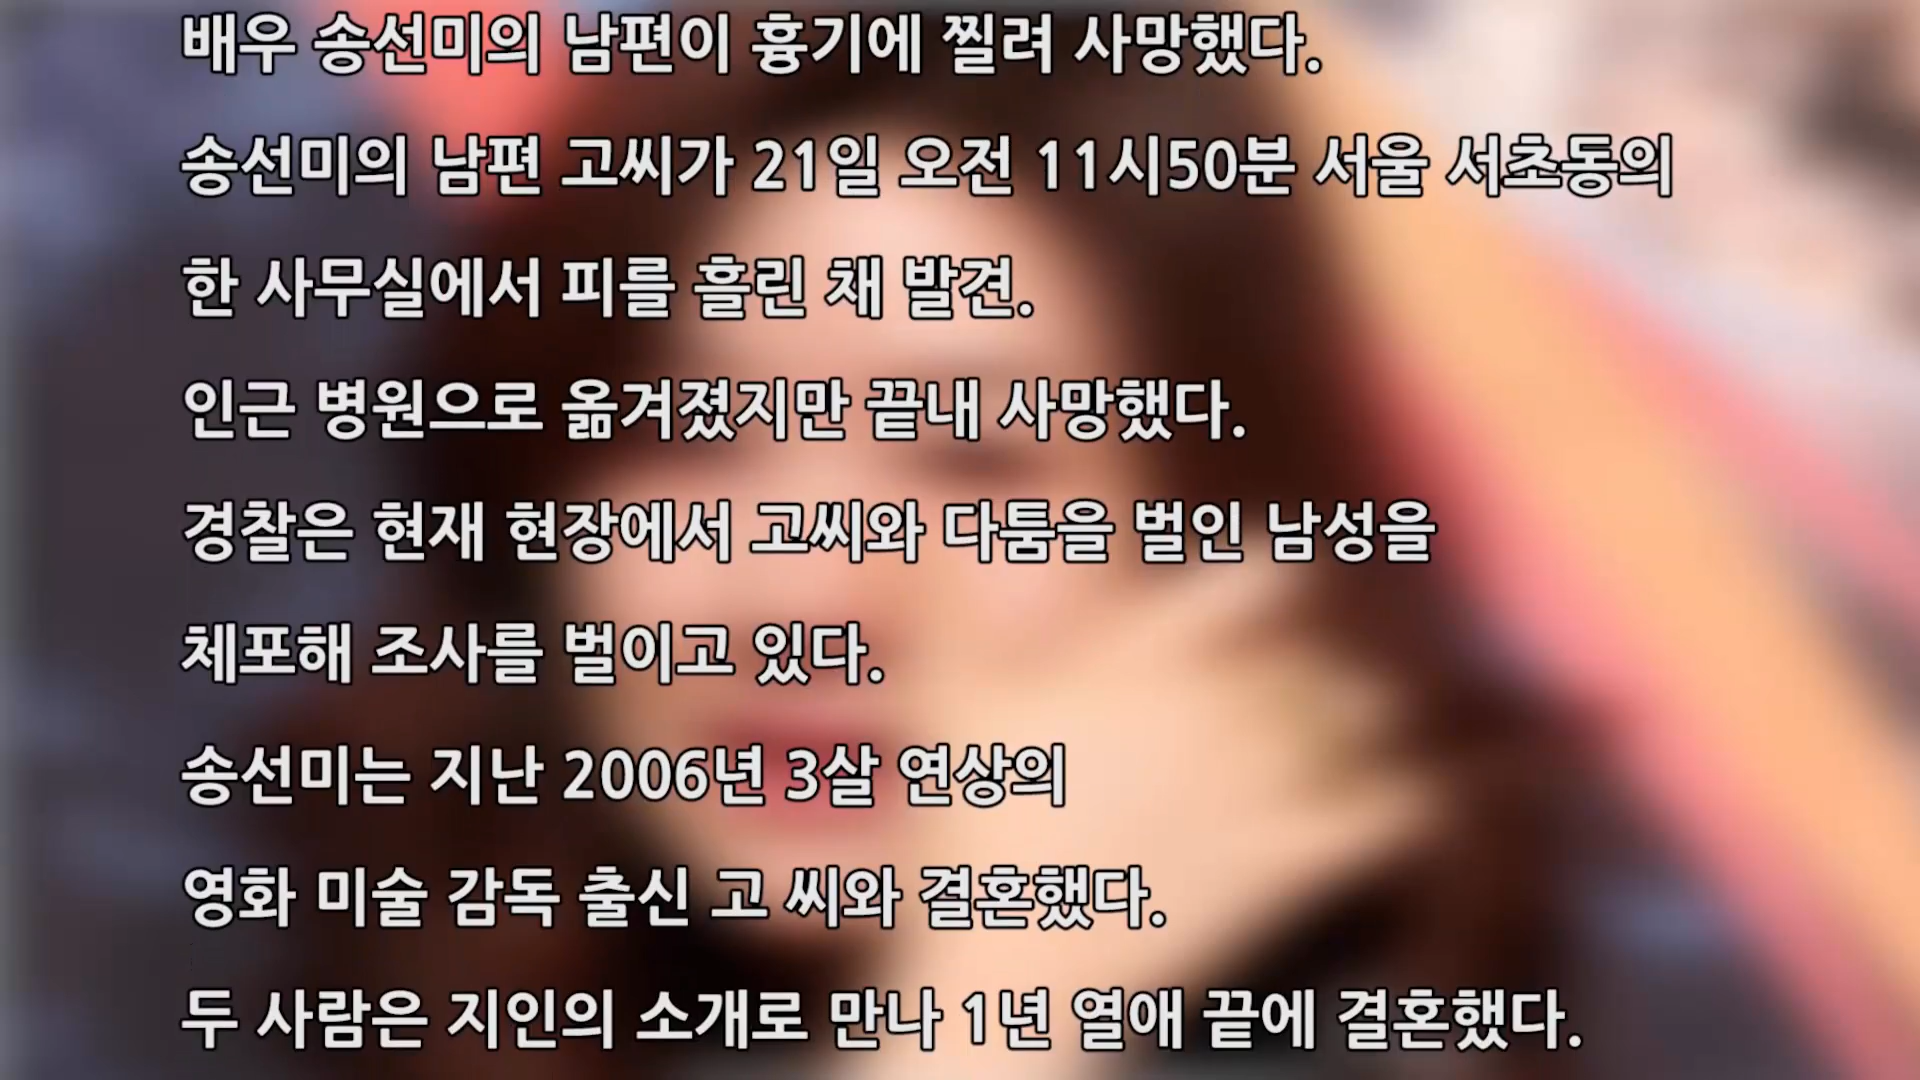 배우 송선미의 남편이 흉기에 찔려 사망했다.
송선미의 남편 고씨가 21일 오전 11시50분 서울 서초동의
한 사무실에서 피를 흘린 채 발견.
인근 병원으로 옮겨졌지만 끝내 사망했다.
경찰은 현재 현장에서 고씨와 다툼을 벌인 남성을
체포해 조사를 벌이고 있다.
송선미는 지난 2006년 3살 연상의
영화 미술 감독 출신 고 씨와 결혼했다.
두 사람은 지인의 소개로 만나 1년 열애 끝에 결혼했다.